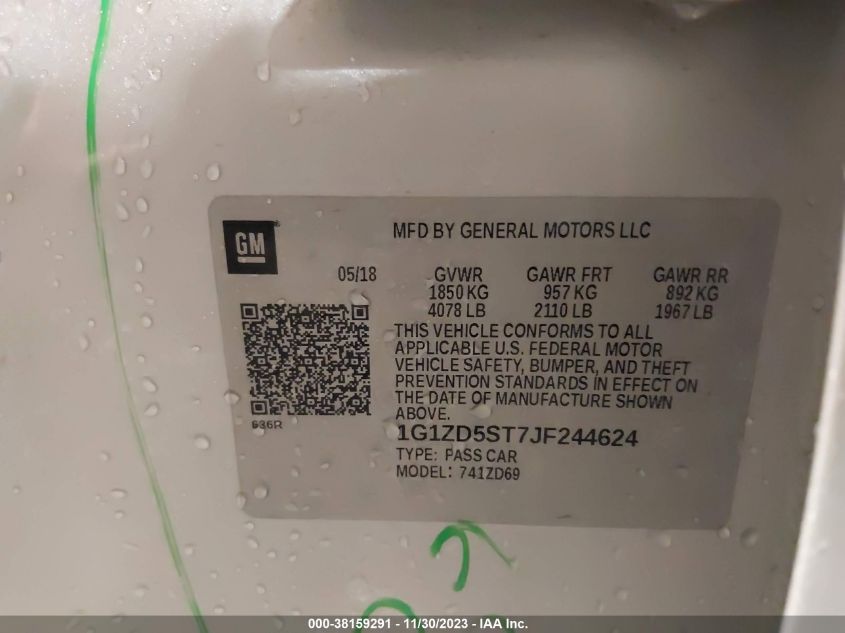 GM
MFD BY GENERAL MOTORS LLC
05/18 GVWR GAWR FRT GAWR RR
1850 KG 957 KG 892 KG
4078 LB 2110 LB 1967 LB
THIS VEHICLE CONFORMS TO ALL
APPLICABLE U.S. FEDERAL MOTOR
VEHICLE SAFETY, BUMPER, AND THEFT
PREVENTION STANDARDS IN EFFECT ON
THE DATE OF MANUFACTURE SHOWN
ABOVE.
636R
1G1ZD5ST7JF244624
TYPE: PASS CAR
MODEL: 741ZD69
000-38159291 - 11/30/2023 - IAA Inc.